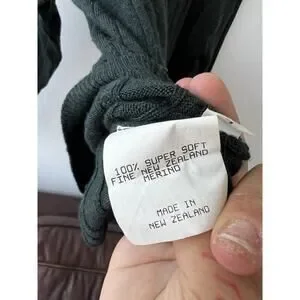 100% SUPER SOFT
FINE NEW ZEALAND
MERINO
MADE IN
NEW ZEALAND